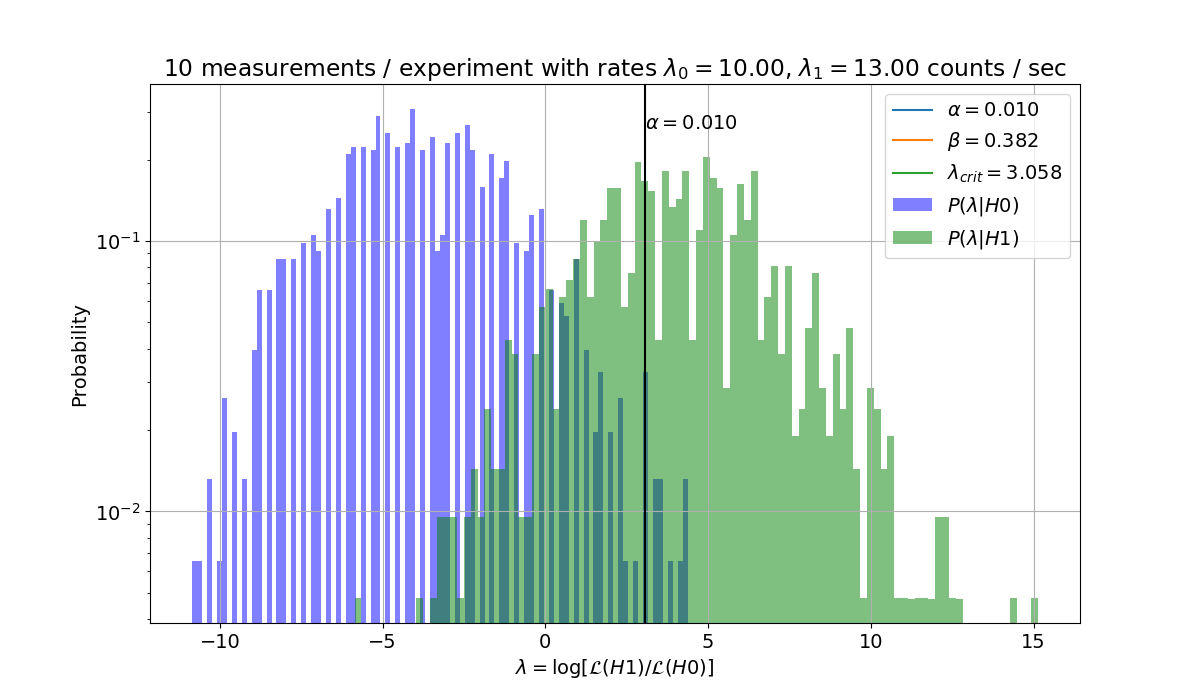 10 measurements / experiment with rates λ₀ = 10.00, λ₁ = 13.00 counts / sec
α = 0.010
α = 0.010
β = 0.382
λ_crit = 3.058
P(λ|H0)
P(λ|H1)
10⁻¹
10⁻²
Probability
−10 −5 0 5 10 15
λ = log[ℒ(H1)/ℒ(H0)]